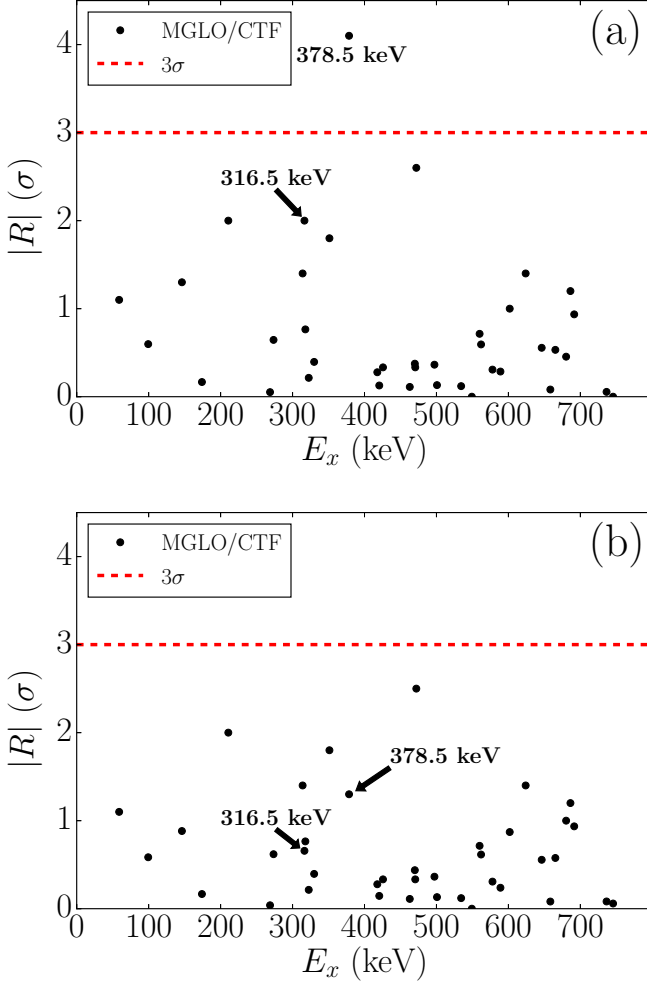 4
MGLO/CTF
3σ
378.5 keV
(a)
3
316.5 keV
2
1
0
|R| (σ)
0 100 200 300 400 500 600 700
E_x (keV)
4
MGLO/CTF
3σ
(b)
3
378.5 keV
2
316.5 keV
1
0
|R| (σ)
0 100 200 300 400 500 600 700
E_x (keV)